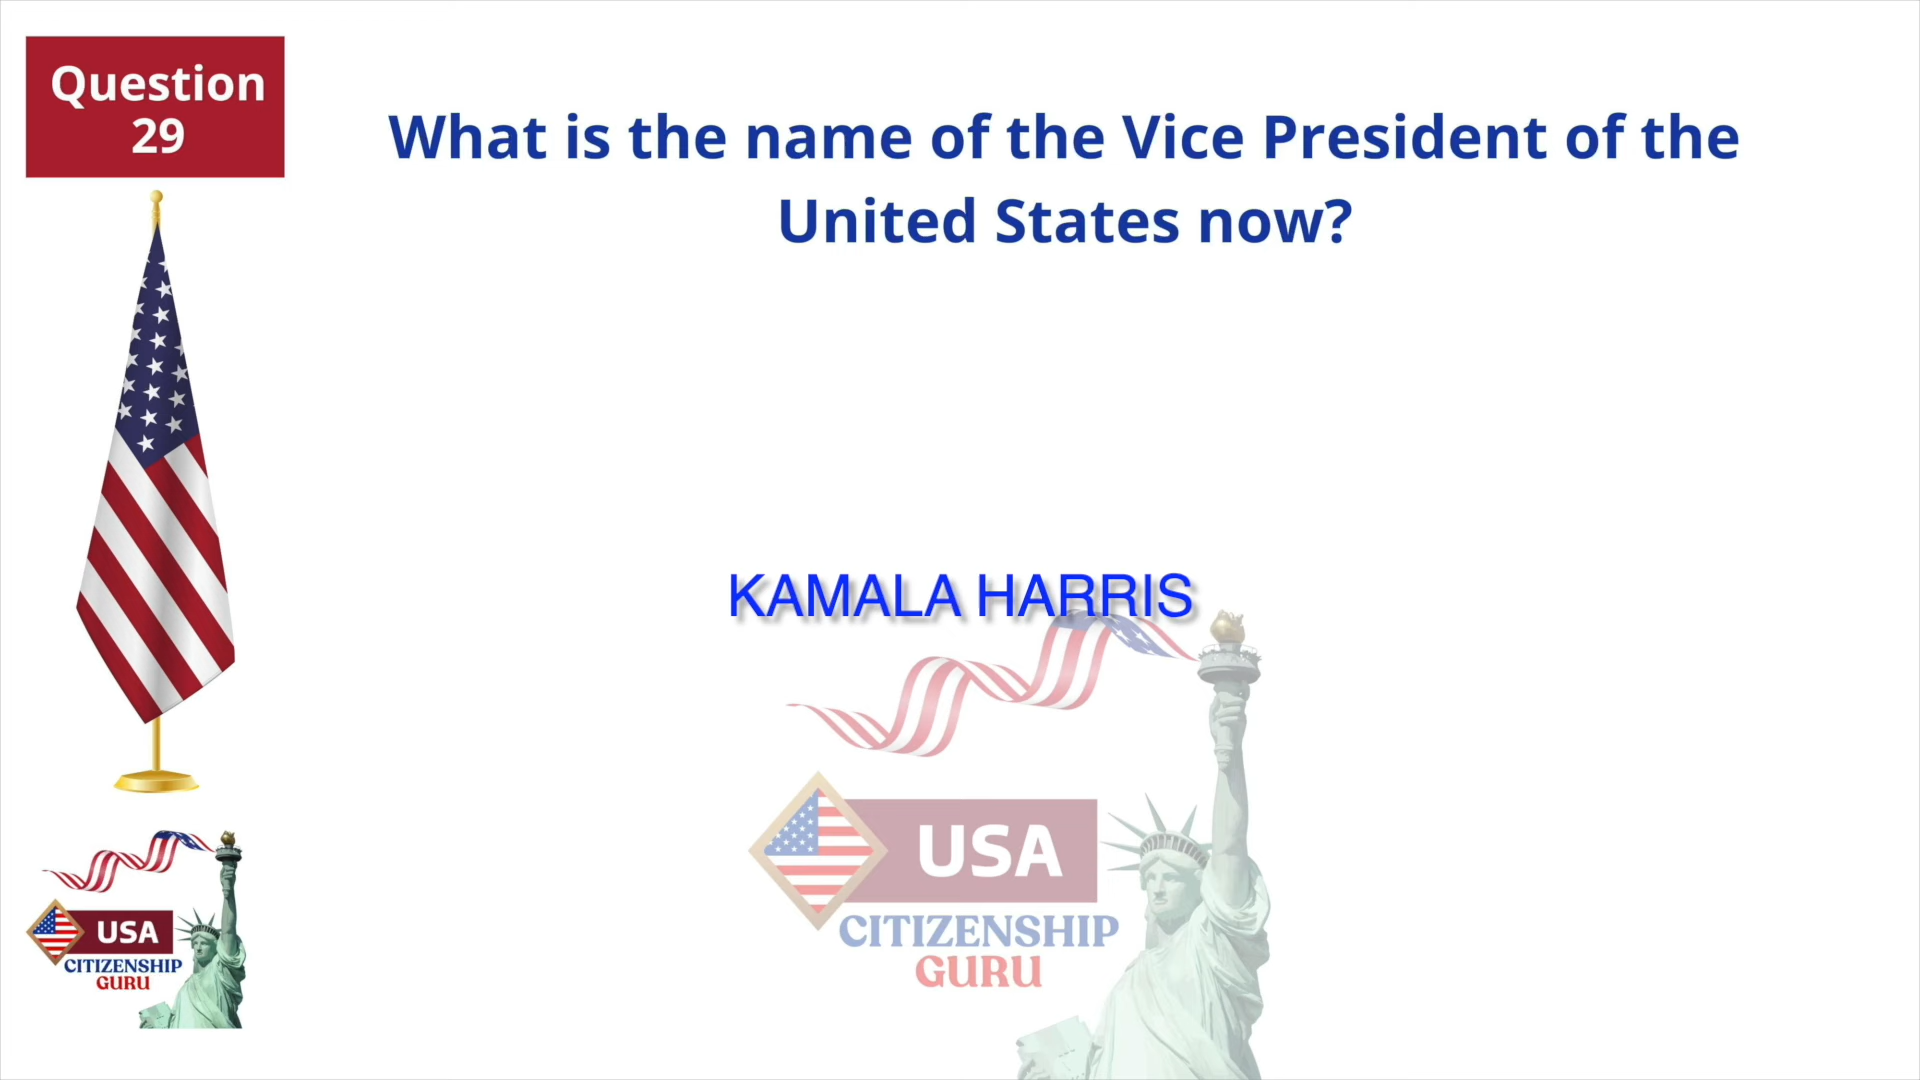 Question
29
What is the name of the Vice President of the
United States now?
KAMALA HARRIS
USA
CITIZENSHIP
GURU
USA
CITIZENSHIP
GURU